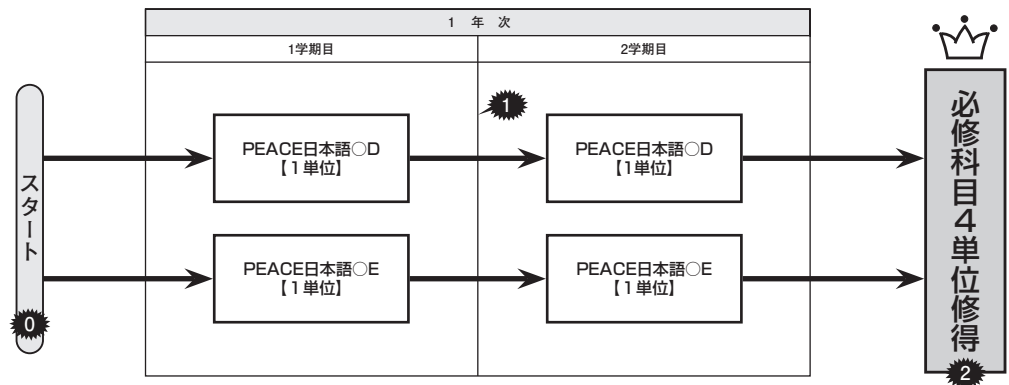 1 年 次
1学期目
2学期目
スタート
0
PEACE日本語○D
【1単位】
1
PEACE日本語○D
【1単位】
PEACE日本語○E
【1単位】
PEACE日本語○E
【1単位】
必修科目4単位修得
2